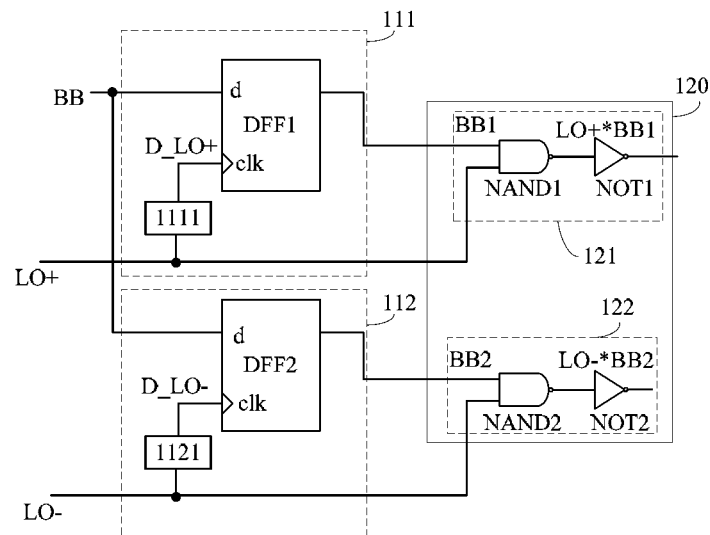 111
120
BB
d
BB1
LO+*BB1
DFF1
D_LO+
clk
NAND1
NOT1
1111
121
LO+
112
122
d
BB2
LO-*BB2
DFF2
D_LO-
clk
NAND2
NOT2
1121
LO-